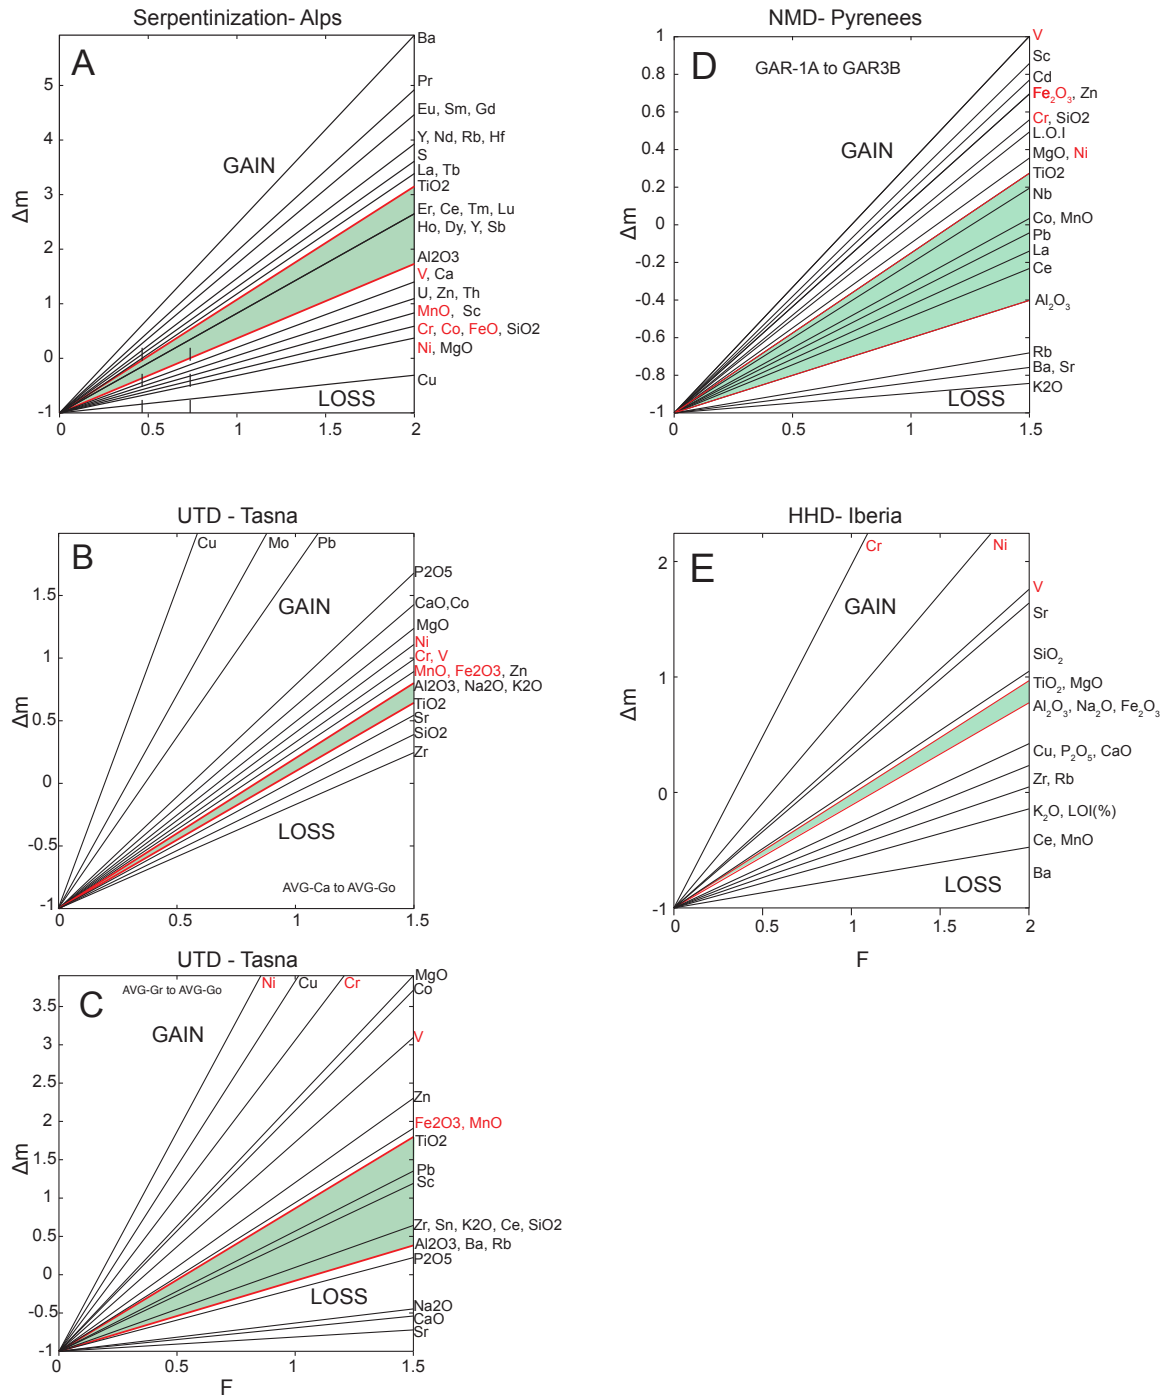 Serpentinization- Alps
A
GAIN
LOSS
Δm
5
4
3
2
1
0
-1
0
0.5
1
1.5
2
Ba
Pr
Eu, Sm, Gd
Y, Nd, Rb, Hf
S
La, Tb
TiO2
Er, Ce, Tm, Lu
Ho, Dy, Y, Sb
Al2O3
V, Ca
U, Zn, Th
MnO, Sc
Cr, Co, FeO, SiO2
Ni, MgO
Cu
NMD- Pyrenees
D
GAR-1A to GAR3B
GAIN
LOSS
Δm
1
0.8
0.6
0.4
0.2
0
-0.2
-0.4
-0.6
-0.8
-1
0
0.5
1
1.5
V
Sc
Cd
Fe2O3, Zn
Cr, SiO2
L.O.I
MgO, Ni
TiO2
Nb
Co, MnO
Pb
La
Ce
Al2O3
Rb
Ba, Sr
K2O
UTD - Tasna
B
Cu
Mo
Pb
GAIN
LOSS
AVG-Ca to AVG-Go
Δm
1.5
1
0.5
0
-0.5
-1
0
0.5
1
1.5
P2O5
CaO,Co
MgO
Ni
Cr, V
MnO, Fe2O3, Zn
Al2O3, Na2O, K2O
TiO2
Sr
SiO2
Zr
HHD- Iberia
E
Cr
Ni
GAIN
LOSS
Δm
2
1
0
-1
0
0.5
1
1.5
2
F
V
Sr
SiO2
TiO2, MgO
Al2O3, Na2O, Fe2O3
Cu, P2O5, CaO
Zr, Rb
K2O, LOI(%)
Ce, MnO
Ba
UTD - Tasna
C
AVG-Gr to AVG-Go
Ni
Cu
Cr
GAIN
LOSS
Δm
3.5
3
2.5
2
1.5
1
0.5
0
-0.5
-1
0
0.5
1
1.5
F
MgO
Co
V
Zn
Fe2O3, MnO
TiO2
Pb
Sc
Zr, Sn, K2O, Ce, SiO2
Al2O3, Ba, Rb
P2O5
Na2O
CaO
Sr